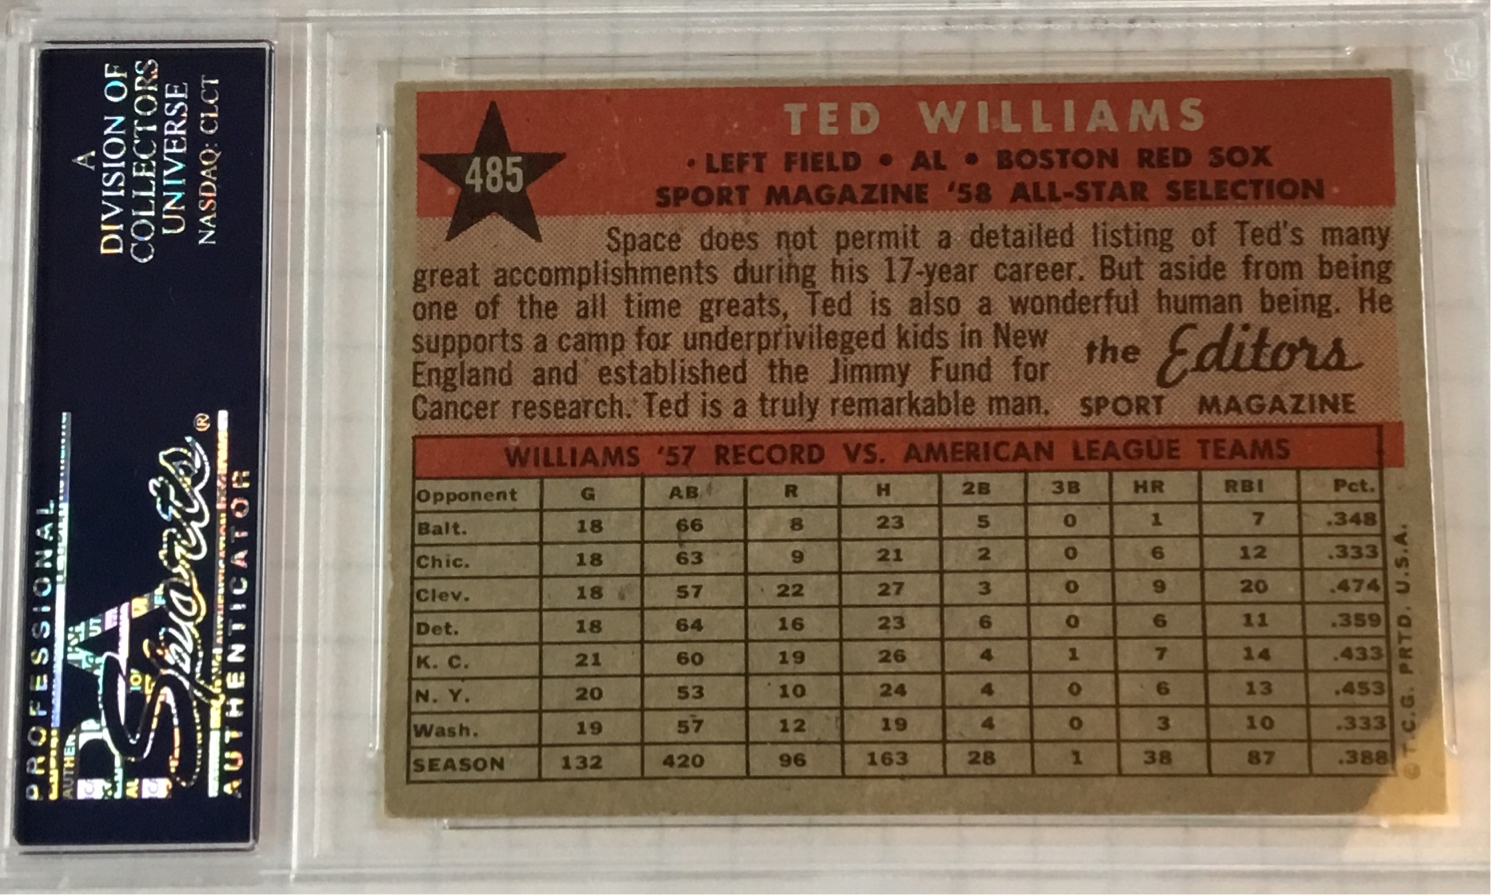 A
DIVISION OF
COLLECTORS
UNIVERSE
NASDAQ: CLCT
PROFESSIONAL
Sports®
AUTHENTICATOR
485
TED WILLIAMS
• LEFT FIELD • AL • BOSTON RED SOX
SPORT MAGAZINE '58 ALL-STAR SELECTION
Space does not permit a detailed listing of Ted's many
great accomplishments during his 17-year career. But aside from being
one of the all time greats, Ted is also a wonderful human being. He
supports a camp for underprivileged kids in New
England and established the Jimmy Fund for
Cancer research. Ted is a truly remarkable man.
the Editors
SPORT MAGAZINE
WILLIAMS '57 RECORD VS. AMERICAN LEAGUE TEAMS
Opponent G AB R H 2B 3B HR RBI Pct.
Balt. 18 66 8 23 5 0 1 7 .348
Chic. 18 63 9 21 2 0 6 12 .333
Clev. 18 57 22 27 3 0 9 20 .474
Det. 18 64 16 23 6 0 6 11 .359
K. C. 21 60 19 26 4 1 7 14 .433
N. Y. 20 53 10 24 4 0 6 13 .453
Wash. 19 57 12 19 4 0 3 10 .333
SEASON 132 420 96 163 28 1 38 87 .388
© T.C.G. PRTD. U.S.A.